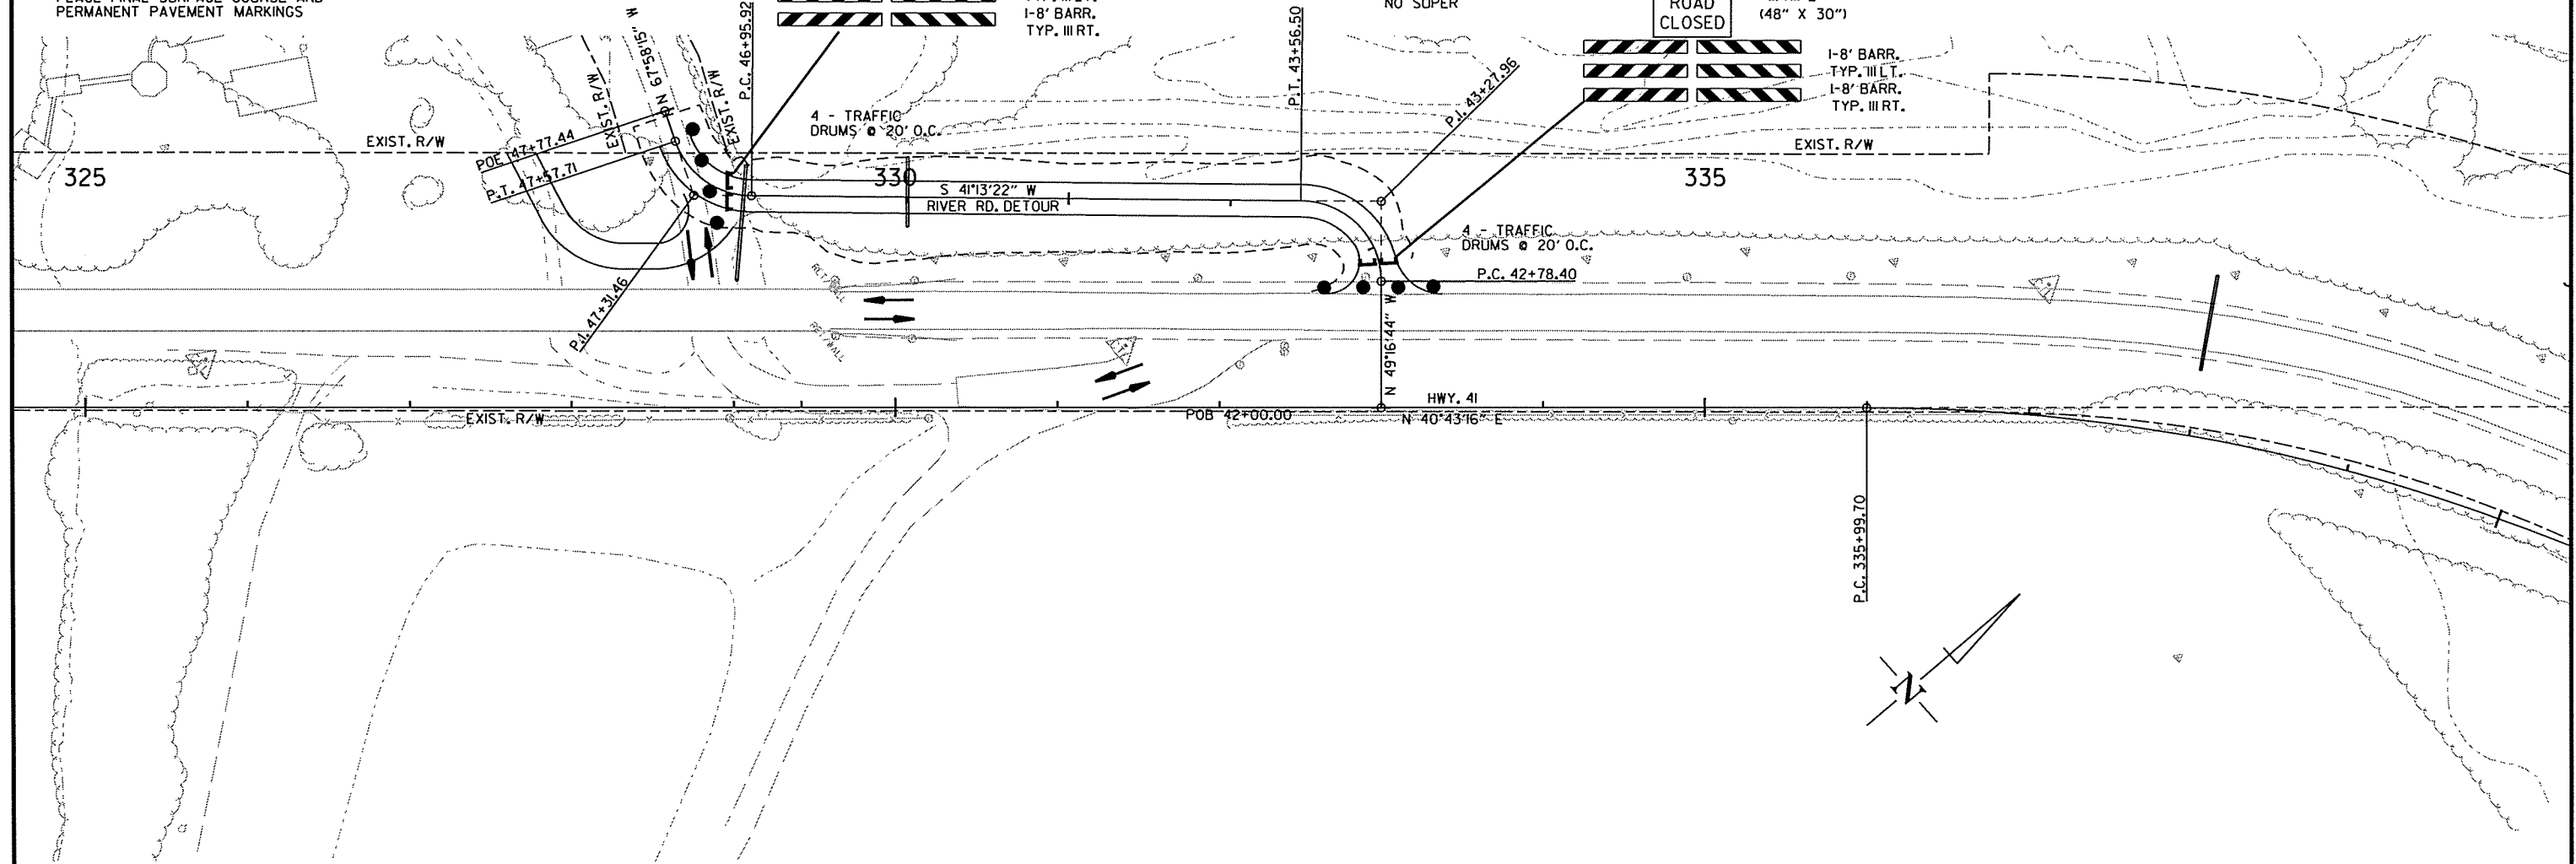 PERMANENT PAVEMENT MARKINGS
1-8' BARR.
TYP. III RT.
NO SUPER
ROAD
CLOSED
(48" X 30")
1-8' BARR.
TYP. III LT.
1-8' BARR.
TYP. III RT.
P.C. 46+95.92
P.T. 43+56.50
P.I. 43+27.96
N 67°58'15" W
EXIST. R/W
EXIST. R/W
EXIST. R/W
EXIST. R/W
4 - TRAFFIC
DRUMS @ 20' O.C.
POE 47+77.44
P.T. 47+57.71
325
330
335
S 41°13'22" W
RIVER RD. DETOUR
4 - TRAFFIC
DRUMS @ 20' O.C.
P.C. 42+78.40
P.I. 47+31.46
RET. WALL
RET. WALL
N 49°16'44" W
HWY. 41
POB 42+00.00
N 40°43'16" E
EXIST. R/W
P.C. 335+99.70
N